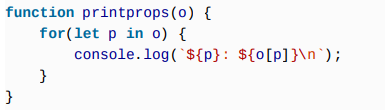 function printprops(o) {
    for(let p in o) {
        console.log(`${p}: ${o[p]}\n`);
    }
}